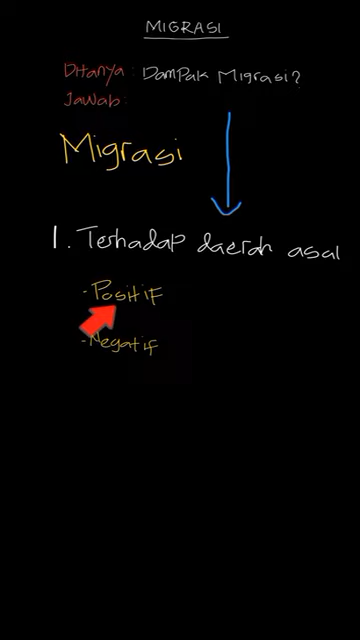 MIGRASI
Ditanya: Dampak Migrasi?
Jawab:
Migrasi
1. Terhadap daerah asal
- Positif
- Negatif